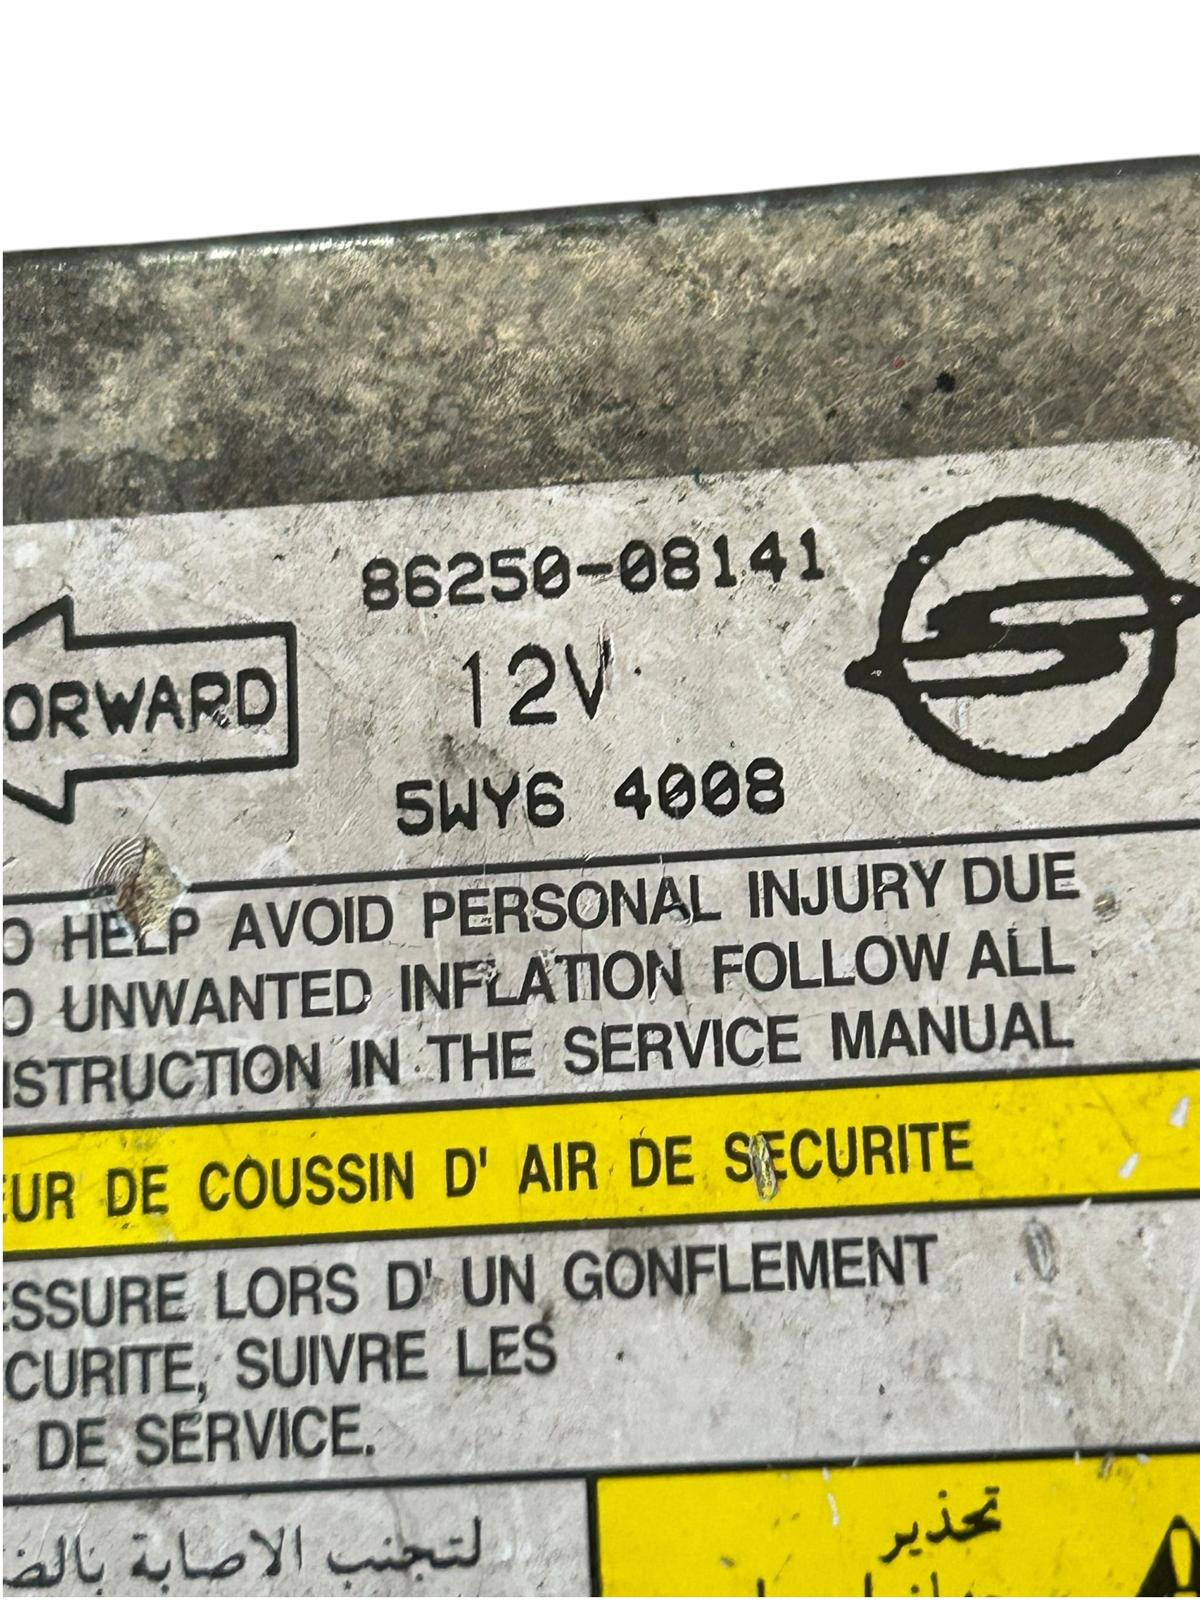 86250-08141
ORWARD
12V
5WY6 4008
O HELP AVOID PERSONAL INJURY DUE
O UNWANTED INFLATION FOLLOW ALL
NSTRUCTION IN THE SERVICE MANUAL
EUR DE COUSSIN D' AIR DE SECURITE
ESSURE LORS D' UN GONFLEMENT
CURITE, SUIVRE LES
DE SERVICE.
تحذير
لتجنب الاصابة بالض